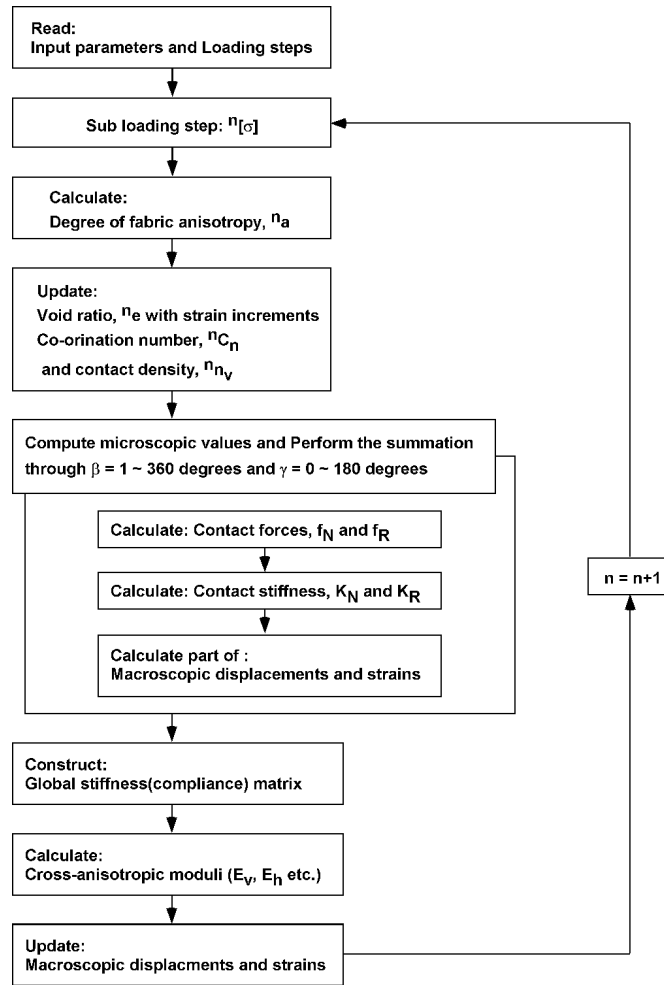 Read:
Input parameters and Loading steps
Sub loading step: n[σ]
Calculate:
Degree of fabric anisotropy, na
Update:
Void ratio, ne with strain increments
Co-orination number, nCn
and contact density, nnv
Compute microscopic values and Perform the summation
through β = 1 ~ 360 degrees and γ = 0 ~ 180 degrees
Calculate: Contact forces, fN and fR
Calculate: Contact stiffness, KN and KR
Calculate part of :
Macroscopic displacements and strains
n = n+1
Construct:
Global stiffness(compliance) matrix
Calculate:
Cross-anisotropic moduli (Ev, Eh etc.)
Update:
Macroscopic displacments and strains